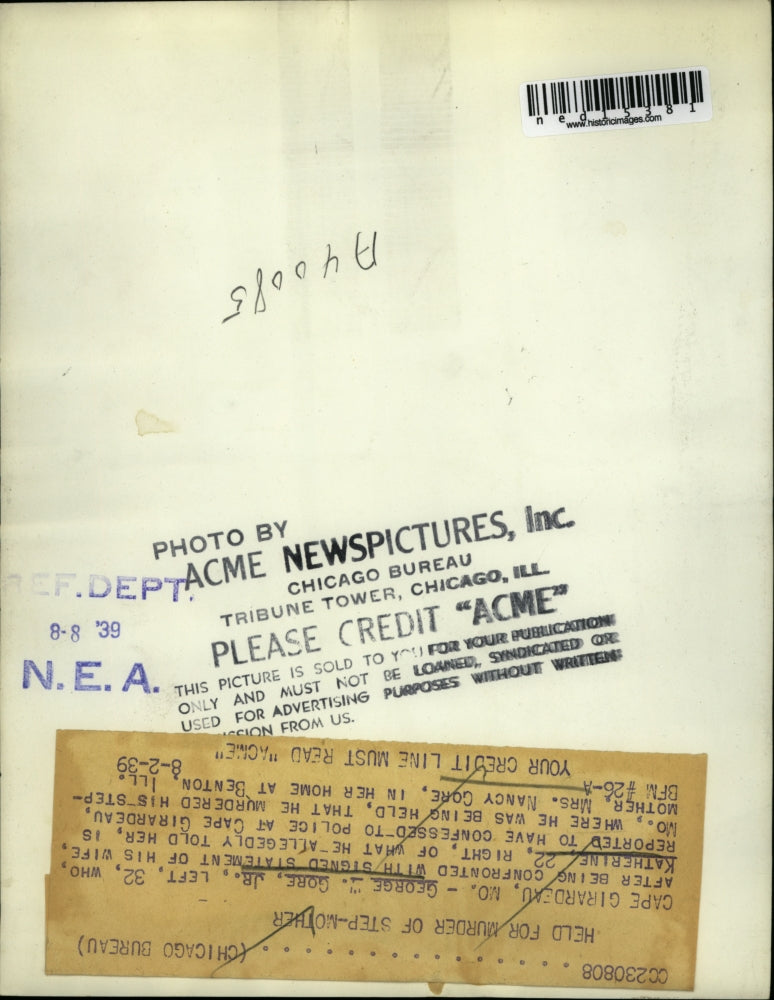 n e d 1 5 3 8 1
www.historicimages.com
A40085
PHOTO BY
ACME NEWSPICTURES, Inc.
CHICAGO BUREAU
TRIBUNE TOWER, CHICAGO, ILL.
PLEASE CREDIT "ACME"
THIS PICTURE IS SOLD TO YOU FOR YOUR PUBLICATION
ONLY AND MUST NOT BE LOANED, SYNDICATED OR
USED FOR ADVERTISING PURPOSES WITHOUT WRITTEN
FROM US.
REF. DEPT.
8-8 '39
N. E. A.
CC230808 (CHICAGO BUREAU)
HELD FOR MURDER OF STEP-MOTHER
CAPE GIRARDEAU, MO. - GEORGE W. GORE, JR., LEFT, 32, WHO,
AFTER BEING CONFRONTED WITH SIGNED STATEMENT OF HIS WIFE,
KATHERINE, 22, RIGHT, OF WHAT HE ALLEGEDLY TOLD HER, IS
REPORTED TO HAVE CONFESSED TO POLICE AT CAPE GIRARDEAU,
MO., WHERE HE WAS BEING HELD, THAT HE MURDERED HIS STEP-
MOTHER, MRS. NANCY GORE, IN HER HOME AT BENTON, ILL.
BFM #26-A 8-2-39
YOUR CREDIT LINE MUST READ "ACME"